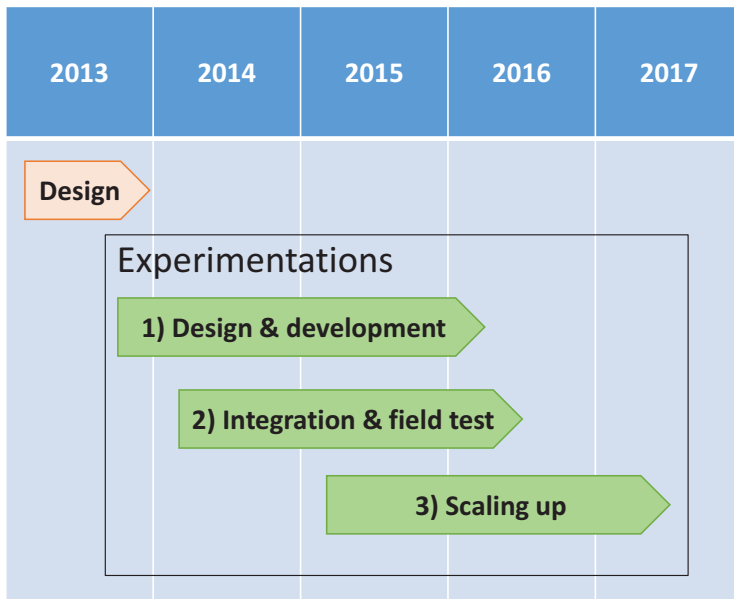 2013 2014 2015 2016 2017
Design
Experimentations
1) Design & development
2) Integration & field test
3) Scaling up